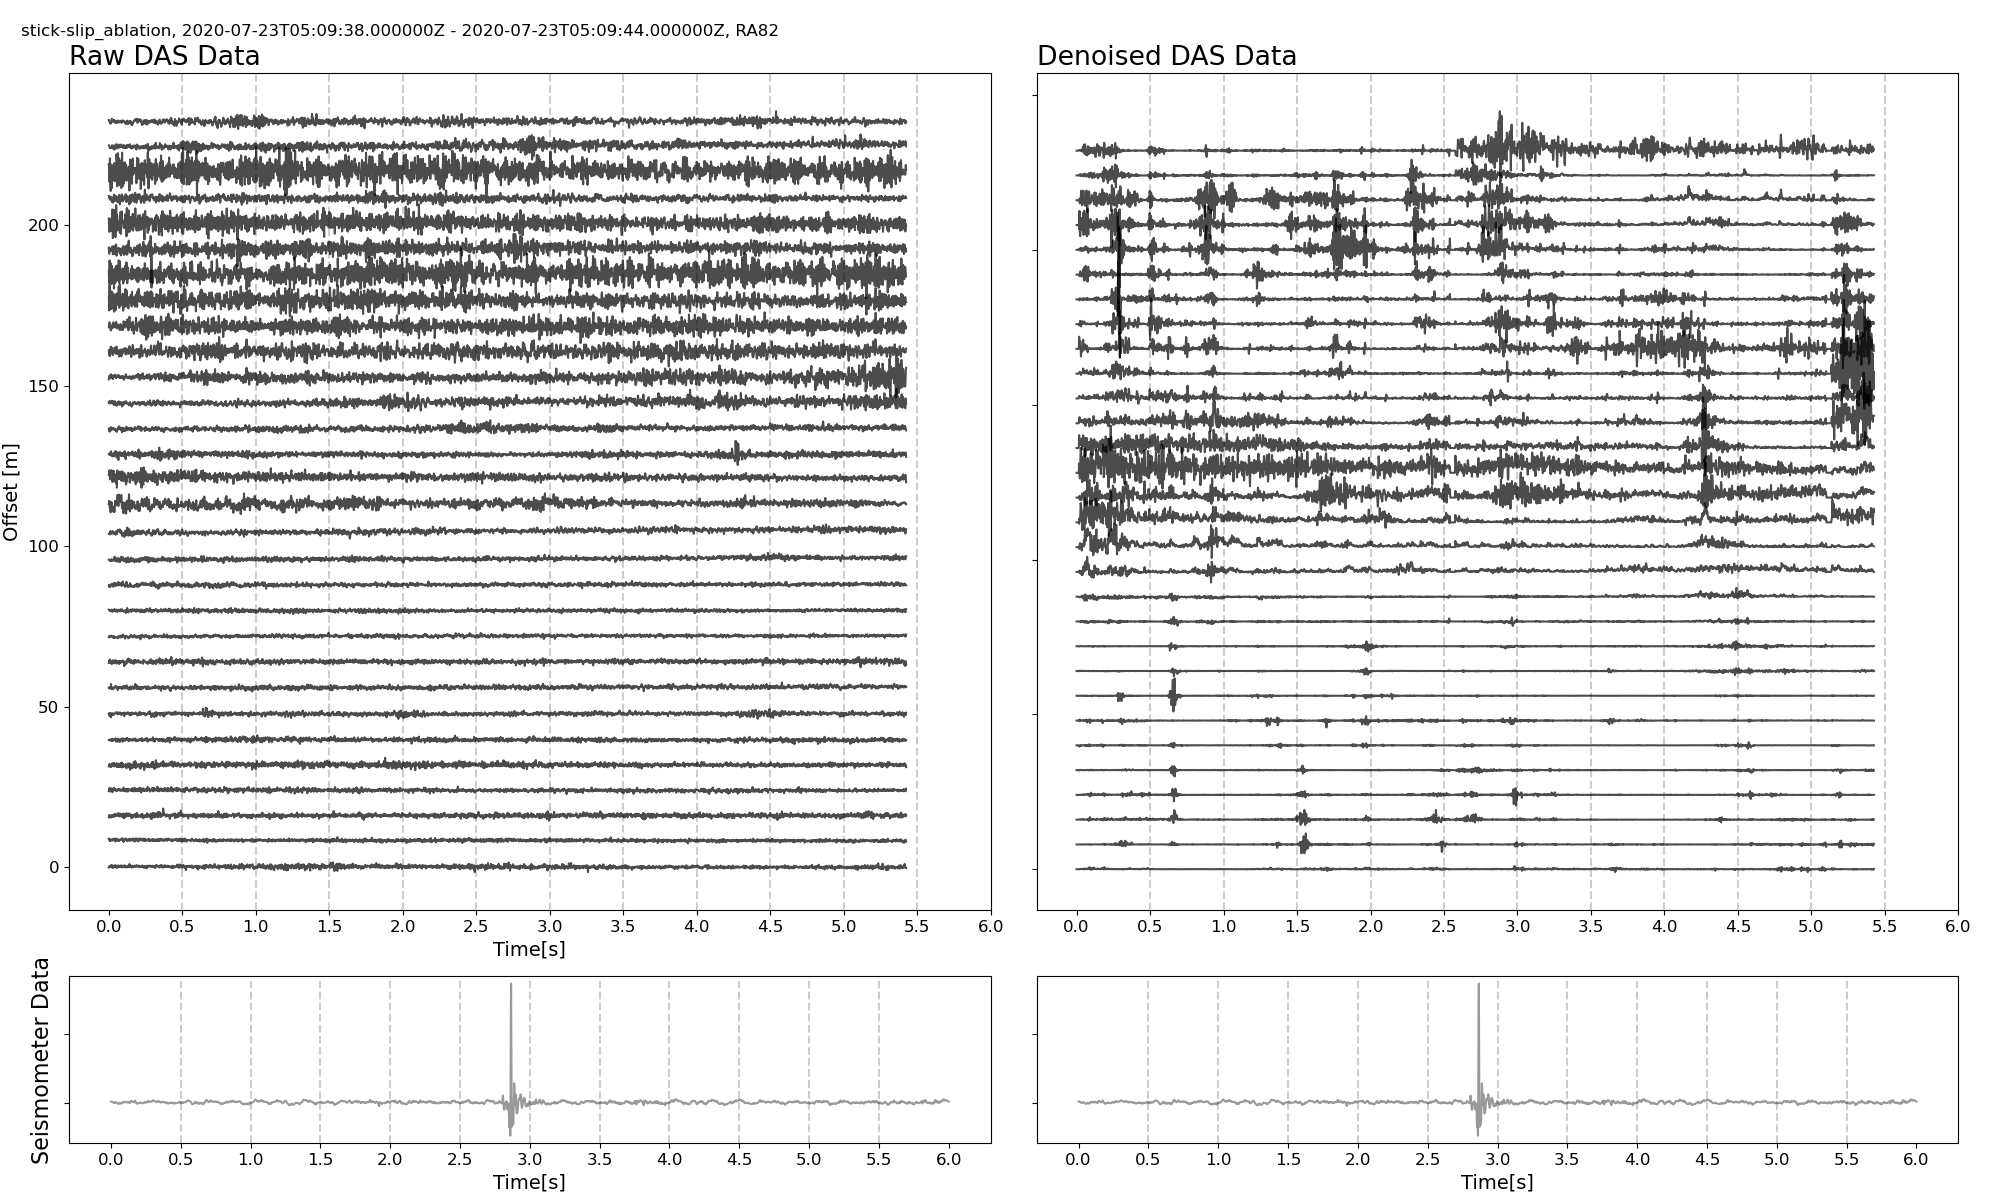 stick-slip_ablation, 2020-07-23T05:09:38.000000Z - 2020-07-23T05:09:44.000000Z, RA82
Raw DAS Data
Denoised DAS Data
Offset [m]
200
150
100
50
0
0.0 0.5 1.0 1.5 2.0 2.5 3.0 3.5 4.0 4.5 5.0 5.5 6.0
Time[s]
0.0 0.5 1.0 1.5 2.0 2.5 3.0 3.5 4.0 4.5 5.0 5.5 6.0
Seismometer Data
0.0 0.5 1.0 1.5 2.0 2.5 3.0 3.5 4.0 4.5 5.0 5.5 6.0
Time[s]
0.0 0.5 1.0 1.5 2.0 2.5 3.0 3.5 4.0 4.5 5.0 5.5 6.0
Time[s]